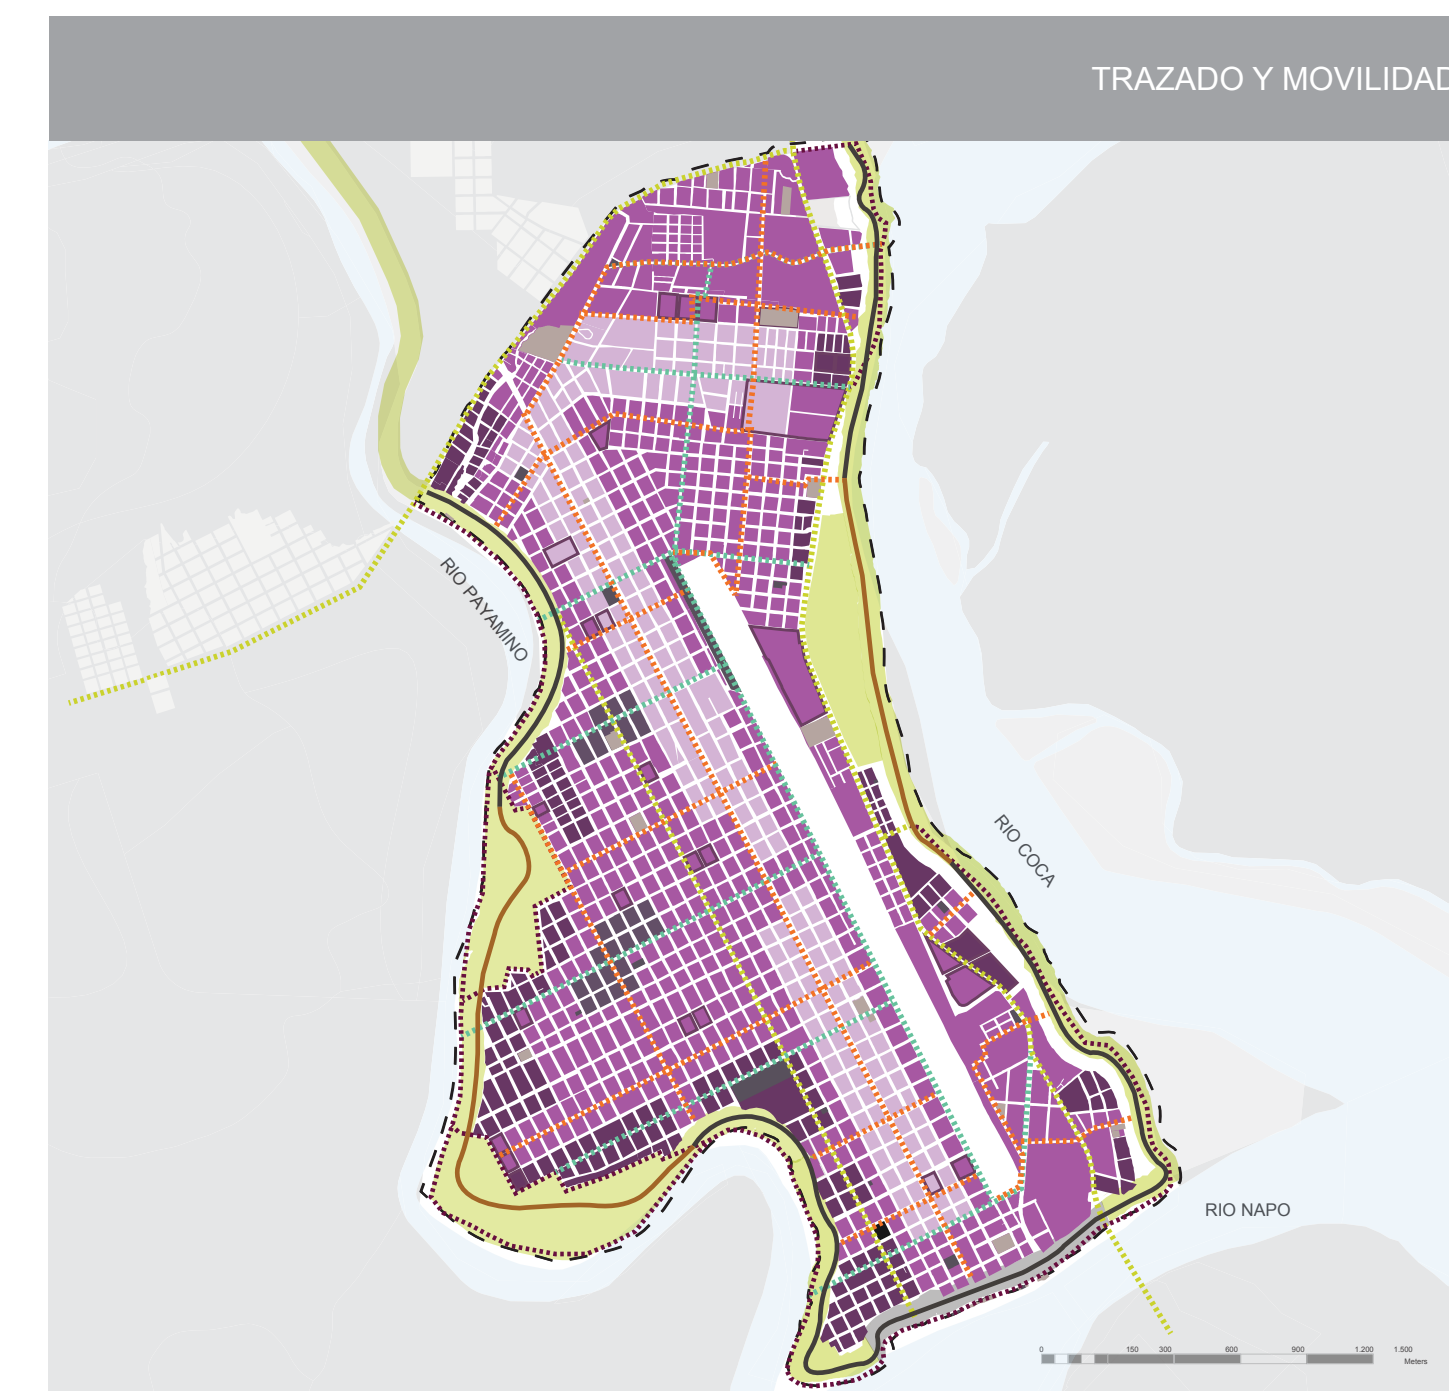 TRAZADO Y MOVILIDAD
RIO PAYAMINO
RIO COCA
RIO NAPO
0 150 300 600 900 1.200 1.500
Meters